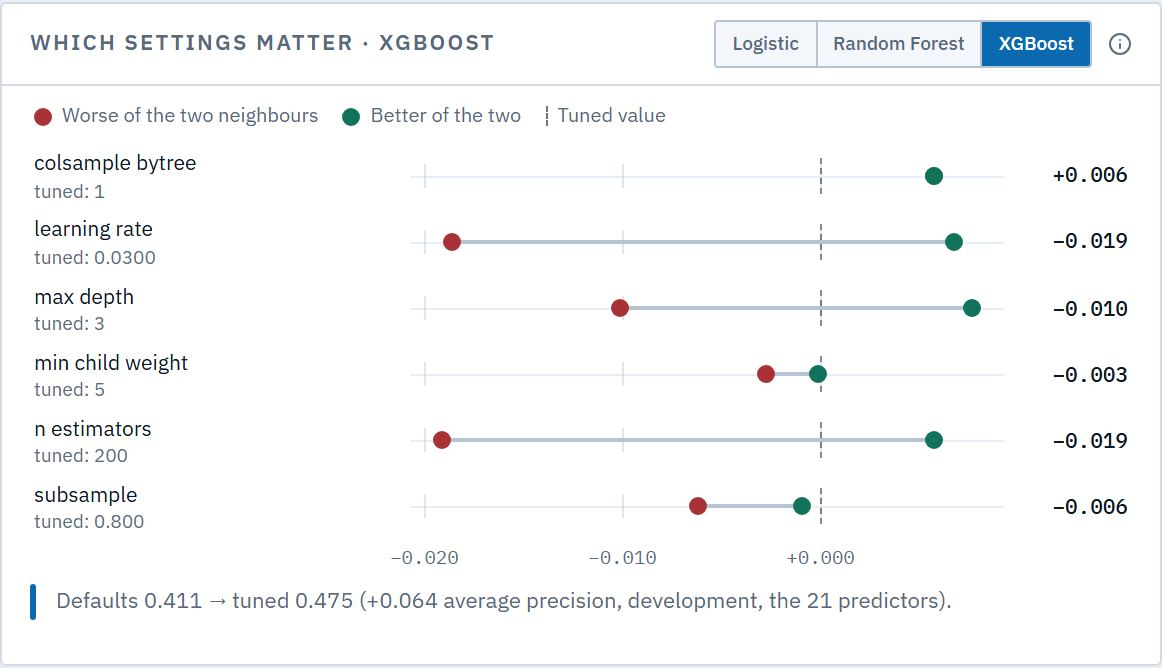 WHICH SETTINGS MATTER · XGBOOST
Logistic
Random Forest
XGBoost
Worse of the two neighbours
Better of the two
Tuned value
colsample bytree
tuned: 1
+0.006
learning rate
tuned: 0.0300
−0.019
max depth
tuned: 3
−0.010
min child weight
tuned: 5
−0.003
n estimators
tuned: 200
−0.019
subsample
tuned: 0.800
−0.006
−0.020
−0.010
+0.000
Defaults 0.411 → tuned 0.475 (+0.064 average precision, development, the 21 predictors).